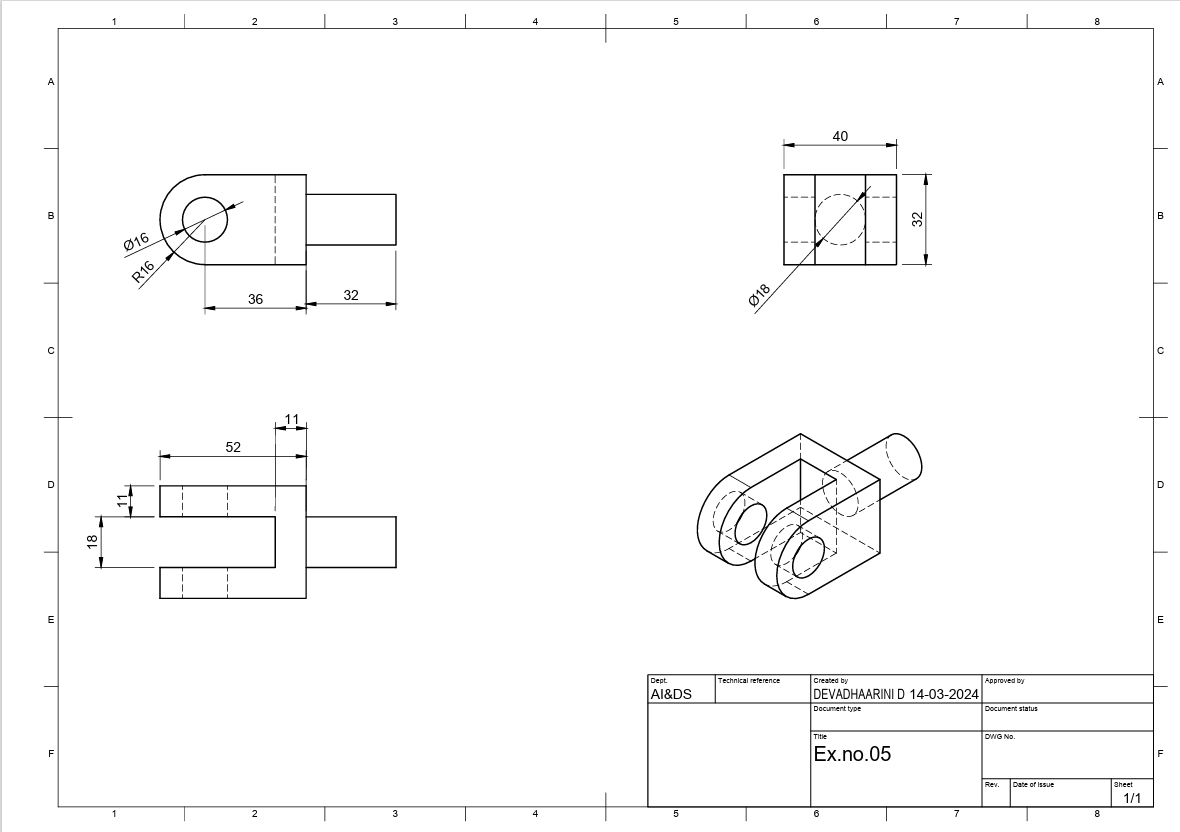 1 2 3 4 5 6 7 8
A A
40
B B
32
Ø16
R16
Ø18
36 32
C C
11
52
D D
11
18
E E
Dept. Technical reference Created by Approved by
AI&DS DEVADHAARINI D 14-03-2024
Document type Document status
Title DWG No.
Ex.no.05
F F
Rev. Date of issue Sheet
1/1
1 2 3 4 5 6 7 8